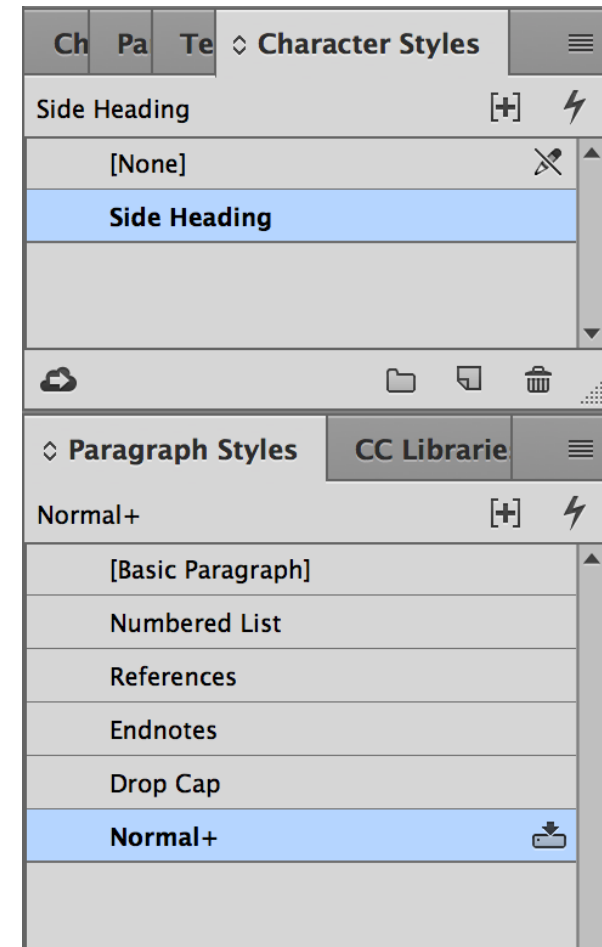 Ch Pa Te Character Styles
Side Heading
[None]
Side Heading
Paragraph Styles CC Librarie
Normal+
[Basic Paragraph]
Numbered List
References
Endnotes
Drop Cap
Normal+